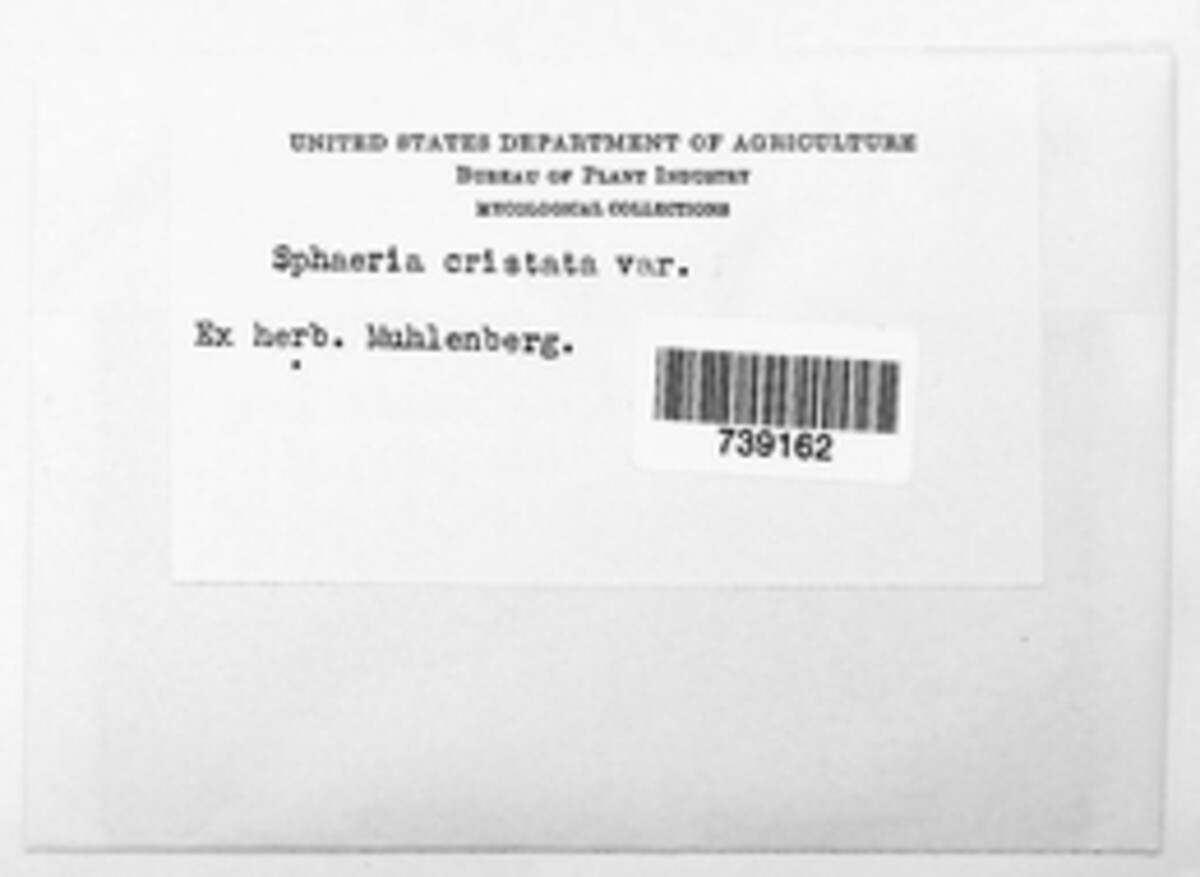 UNITED STATES DEPARTMENT OF AGRICULTURE
BUREAU OF PLANT INDUSTRY
MYCOLOGICAL COLLECTIONS
Sphaeria cristata var.
Ex herb. Muhlenberg.
739162